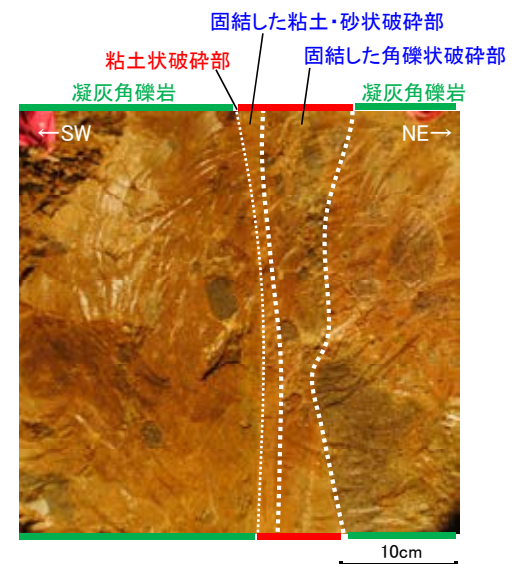 固結した粘土・砂状破砕部
粘土状破砕部
固結した角礫状破砕部
凝灰角礫岩
凝灰角礫岩
←SW
NE→
10cm